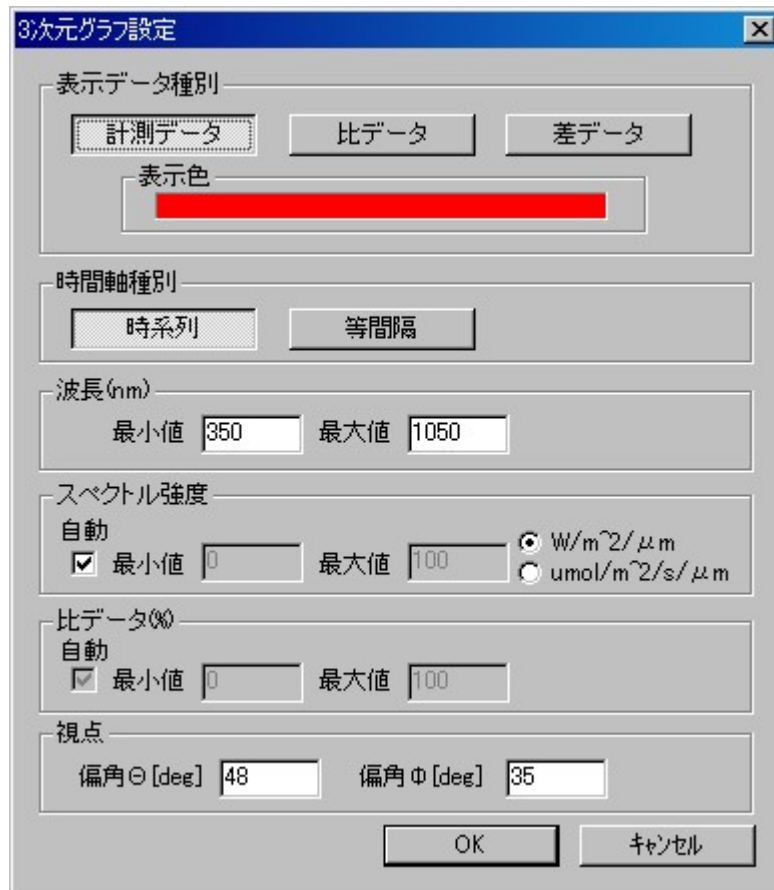 3次元グラフ設定
表示データ種別
計測データ 比データ 差データ
表示色
時間軸種別
時系列 等間隔
波長(nm)
最小値 350 最大値 1050
スペクトル強度
自動
最小値 0 最大値 100
W/m^2/μm
umol/m^2/s/μm
比データ(%)
自動
最小値 0 最大値 100
視点
偏角Θ[deg] 48 偏角Φ[deg] 35
OK キャンセル